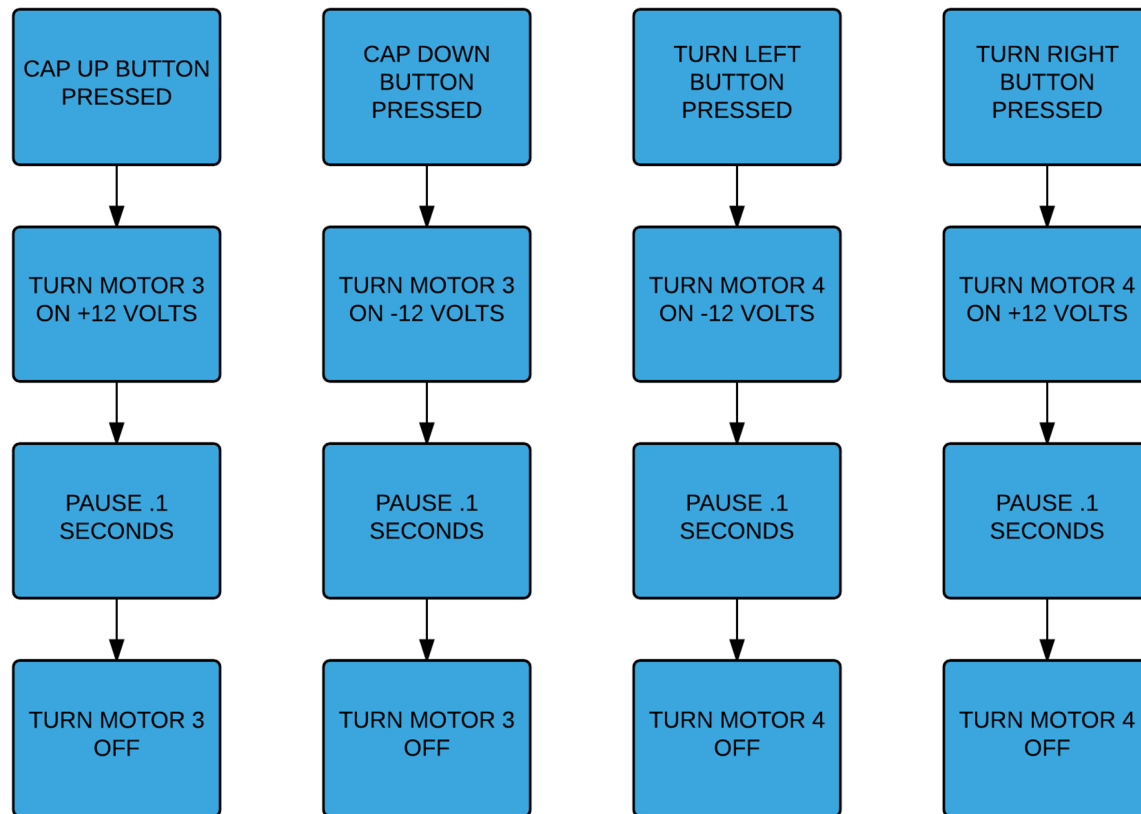 CAP UP BUTTON
PRESSED
TURN MOTOR 3
ON +12 VOLTS
PAUSE .1
SECONDS
TURN MOTOR 3
OFF
CAP DOWN
BUTTON
PRESSED
TURN MOTOR 3
ON -12 VOLTS
PAUSE .1
SECONDS
TURN MOTOR 3
OFF
TURN LEFT
BUTTON
PRESSED
TURN MOTOR 4
ON -12 VOLTS
PAUSE .1
SECONDS
TURN MOTOR 4
OFF
TURN RIGHT
BUTTON
PRESSED
TURN MOTOR 4
ON +12 VOLTS
PAUSE .1
SECONDS
TURN MOTOR 4
OFF